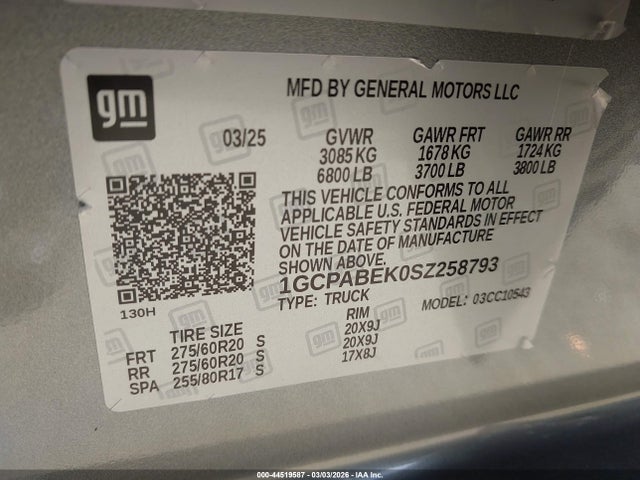 gm
MFD BY GENERAL MOTORS LLC
03/25
GVWR GAWR FRT GAWR RR
3085 KG 1678 KG 1724 KG
6800 LB 3700 LB 3800 LB
THIS VEHICLE CONFORMS TO ALL
APPLICABLE U.S. FEDERAL MOTOR
VEHICLE SAFETY STANDARDS IN EFFECT
ON THE DATE OF MANUFACTURE
SHOWN ABOVE.
1GCPABEK0SZ258793
TYPE: TRUCK MODEL: 03CC10543
130H
TIRE SIZE RIM
FRT 275/60R20 S 20X9J
RR 275/60R20 S 20X9J
SPA 255/80R17 S 17X8J
000-44519587 - 03/03/2026 - IAA Inc.